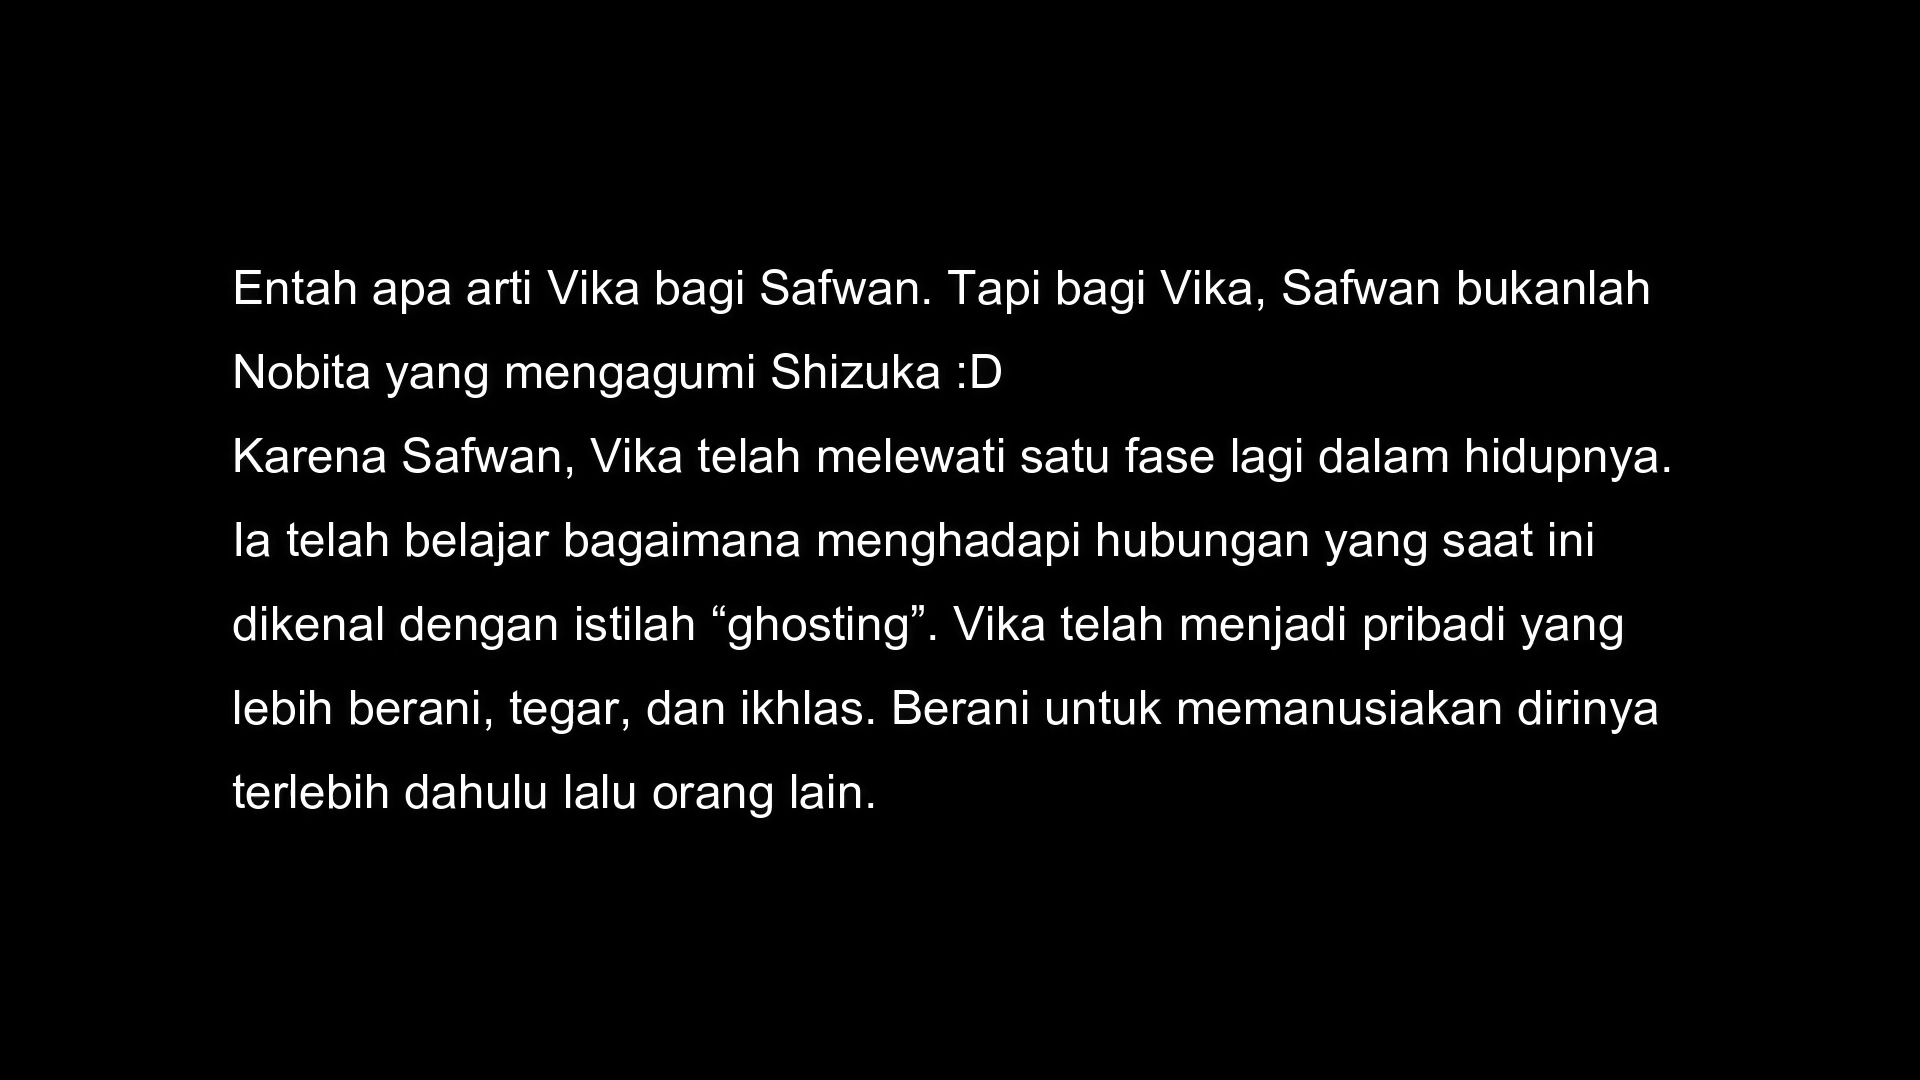 Entah apa arti Vika bagi Safwan. Tapi bagi Vika, Safwan bukanlah
Nobita yang mengagumi Shizuka :D
Karena Safwan, Vika telah melewati satu fase lagi dalam hidupnya.
Ia telah belajar bagaimana menghadapi hubungan yang saat ini
dikenal dengan istilah “ghosting”. Vika telah menjadi pribadi yang
lebih berani, tegar, dan ikhlas. Berani untuk memanusiakan dirinya
terlebih dahulu lalu orang lain.